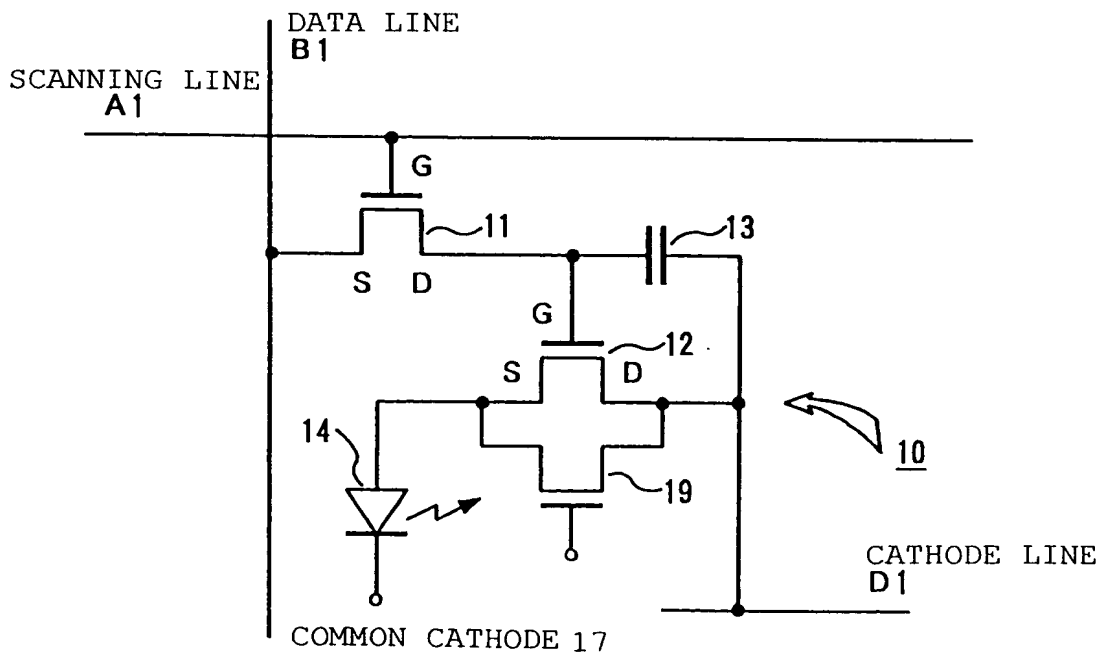 DATA LINE
B1
SCANNING LINE
A1
G
11
13
S D
G
12
S D
14
10
19
CATHODE LINE
D1
COMMON CATHODE 17